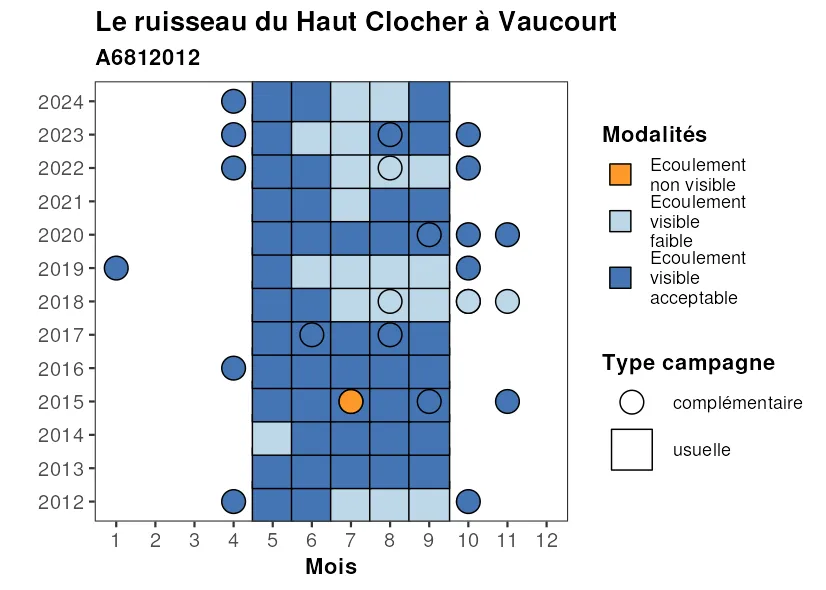 Le ruisseau du Haut Clocher à Vaucourt
A6812012
2024
2023
2022
2021
2020
2019
2018
2017
2016
2015
2014
2013
2012
1 2 3 4 5 6 7 8 9 10 11 12
Mois
Modalités
Ecoulement
non visible
Ecoulement
visible
faible
Ecoulement
visible
acceptable
Type campagne
complémentaire
usuelle